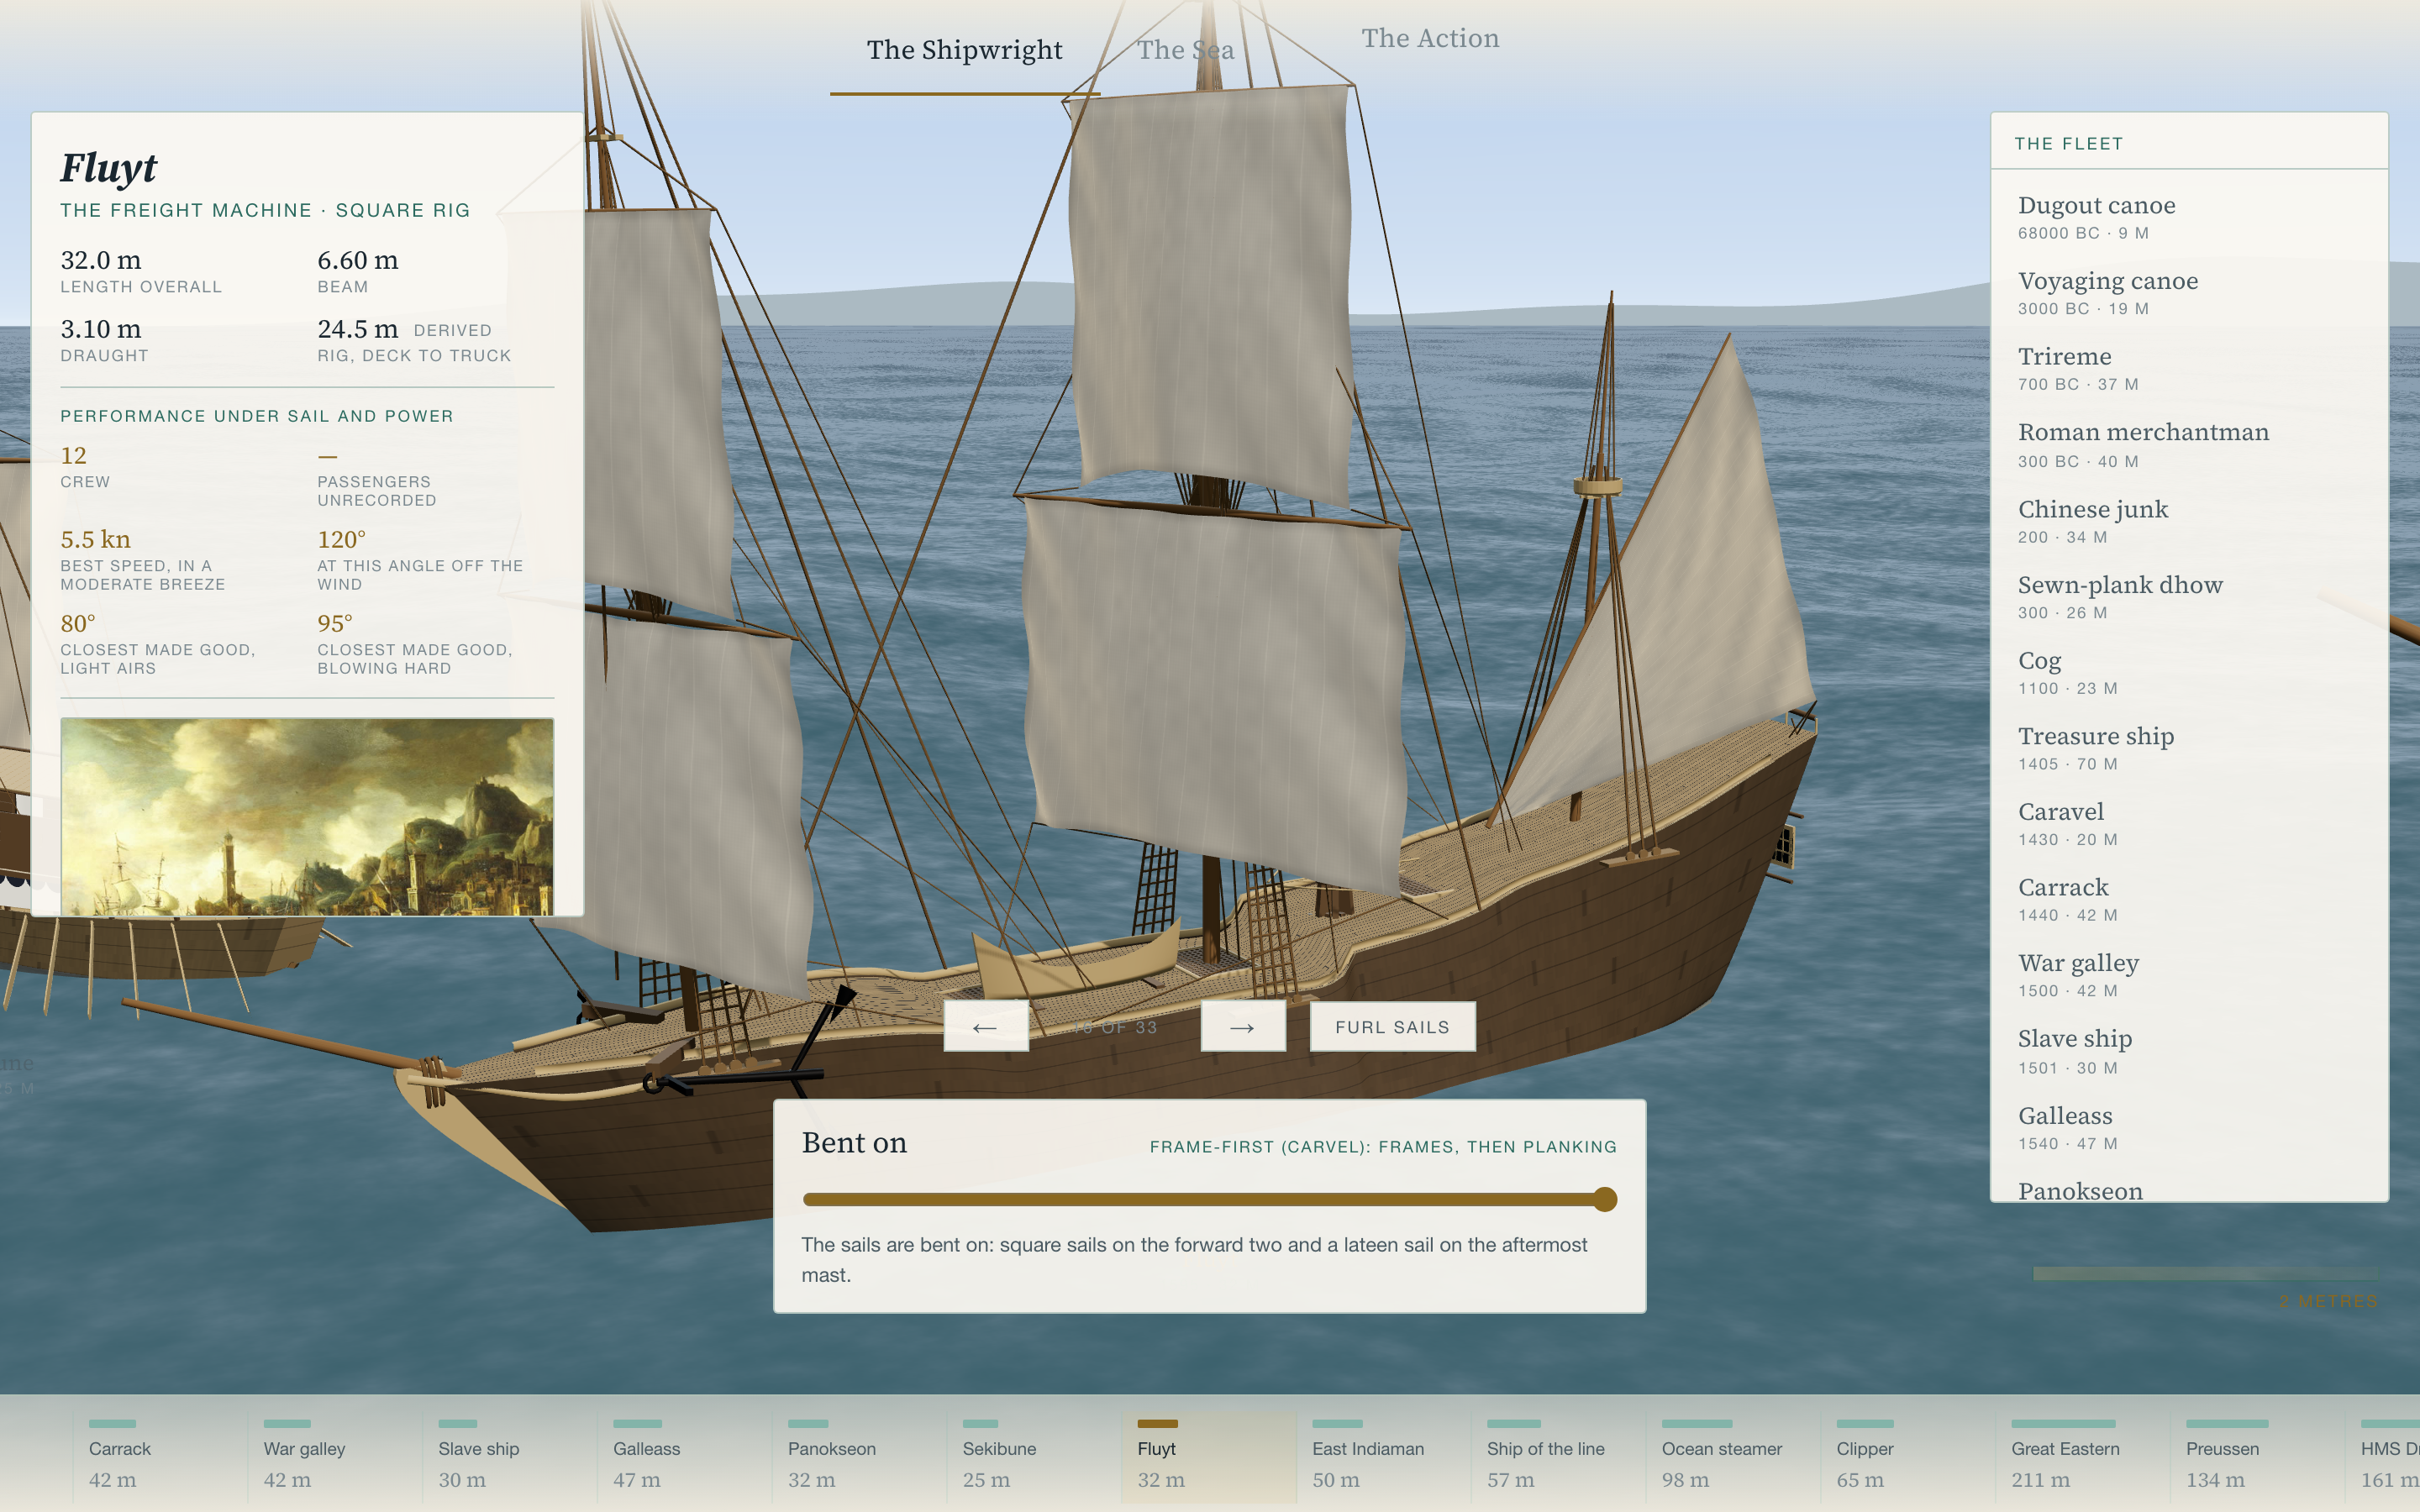 The Shipwright
The Sea
The Action
Fluyt
THE FREIGHT MACHINE · SQUARE RIG
32.0 m
LENGTH OVERALL
6.60 m
BEAM
3.10 m
DRAUGHT
24.5 m DERIVED
RIG, DECK TO TRUCK
PERFORMANCE UNDER SAIL AND POWER
12
CREW
—
PASSENGERS
UNRECORDED
5.5 kn
BEST SPEED, IN A
MODERATE BREEZE
120°
AT THIS ANGLE OFF THE
WIND
80°
CLOSEST MADE GOOD,
LIGHT AIRS
95°
CLOSEST MADE GOOD,
BLOWING HARD
THE FLEET
Dugout canoe
68000 BC · 9 M
Voyaging canoe
3000 BC · 19 M
Trireme
700 BC · 37 M
Roman merchantman
300 BC · 40 M
Chinese junk
200 · 34 M
Sewn-plank dhow
300 · 26 M
Cog
1100 · 23 M
Treasure ship
1405 · 70 M
Caravel
1430 · 20 M
Carrack
1440 · 42 M
War galley
1500 · 42 M
Slave ship
1501 · 30 M
Galleass
1540 · 47 M
Panokseon
←
OF 33
→
FURL SAILS
Bent on
FRAME-FIRST (CARVEL): FRAMES, THEN PLANKING
The sails are bent on: square sails on the forward two and a lateen sail on the aftermost
mast.
2 METRES
Carrack
42 m
War galley
42 m
Slave ship
30 m
Galleass
47 m
Panokseon
32 m
Sekibune
25 m
Fluyt
32 m
East Indiaman
50 m
Ship of the line
57 m
Ocean steamer
98 m
Clipper
65 m
Great Eastern
211 m
Preussen
134 m
HMS
161 m